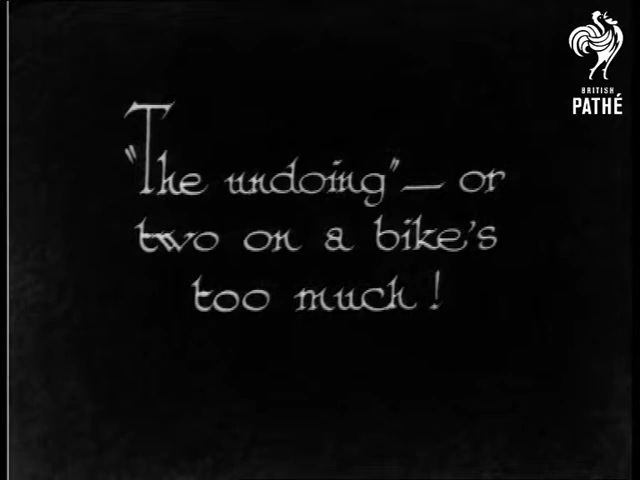 BRITISH
PATHÉ
"The undoing" — or
two on a bike's
too much!